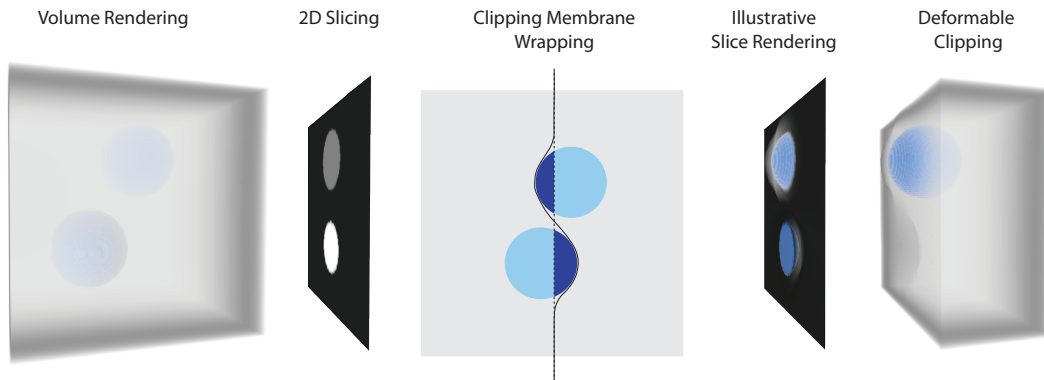 Volume Rendering
2D Slicing
Clipping Membrane
Wrapping
Illustrative
Slice Rendering
Deformable
Clipping